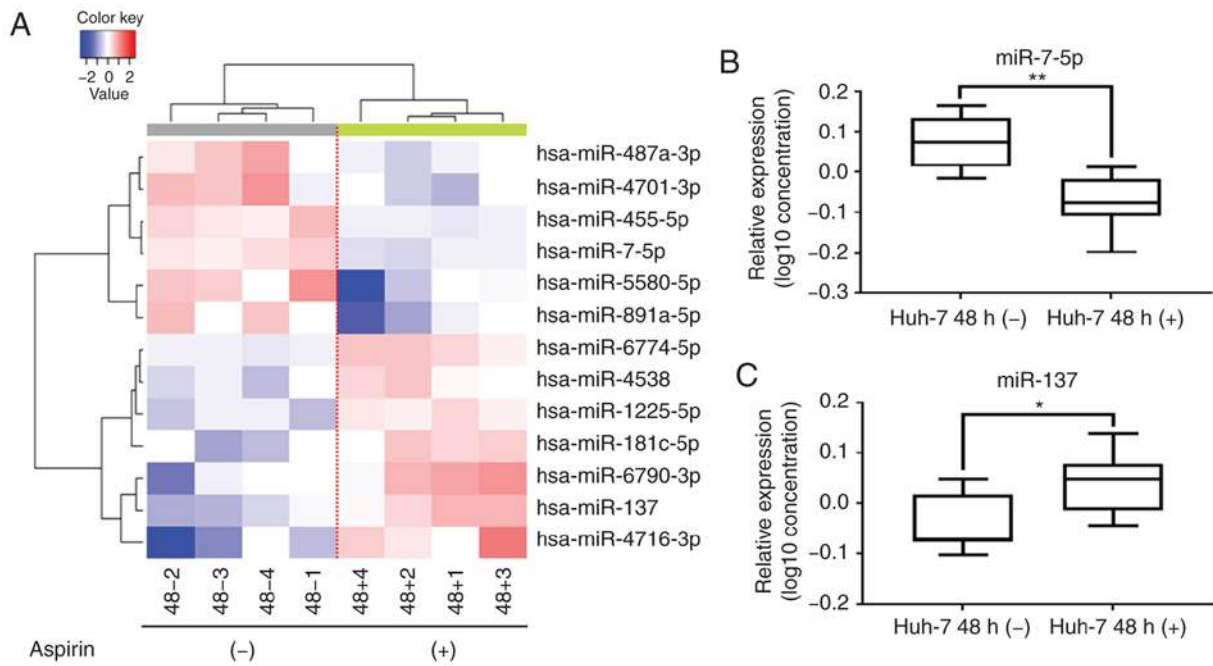 A
Color key
−2 0 2
Value
hsa-miR-487a-3p
hsa-miR-4701-3p
hsa-miR-455-5p
hsa-miR-7-5p
hsa-miR-5580-5p
hsa-miR-891a-5p
hsa-miR-6774-5p
hsa-miR-4538
hsa-miR-1225-5p
hsa-miR-181c-5p
hsa-miR-6790-3p
hsa-miR-137
hsa-miR-4716-3p
48−2 48−3 48−4 48−1 48+4 48+2 48+1 48+3
Aspirin (−) (+)
B
miR-7-5p
**
Relative expression
(log10 concentration)
0.2
0.1
0.0
−0.1
−0.2
−0.3
Huh-7 48 h (−) Huh-7 48 h (+)
C
miR-137
*
Relative expression
(log10 concentration)
0.2
0.1
0.0
−0.1
−0.2
Huh-7 48 h (−) Huh-7 48 h (+)